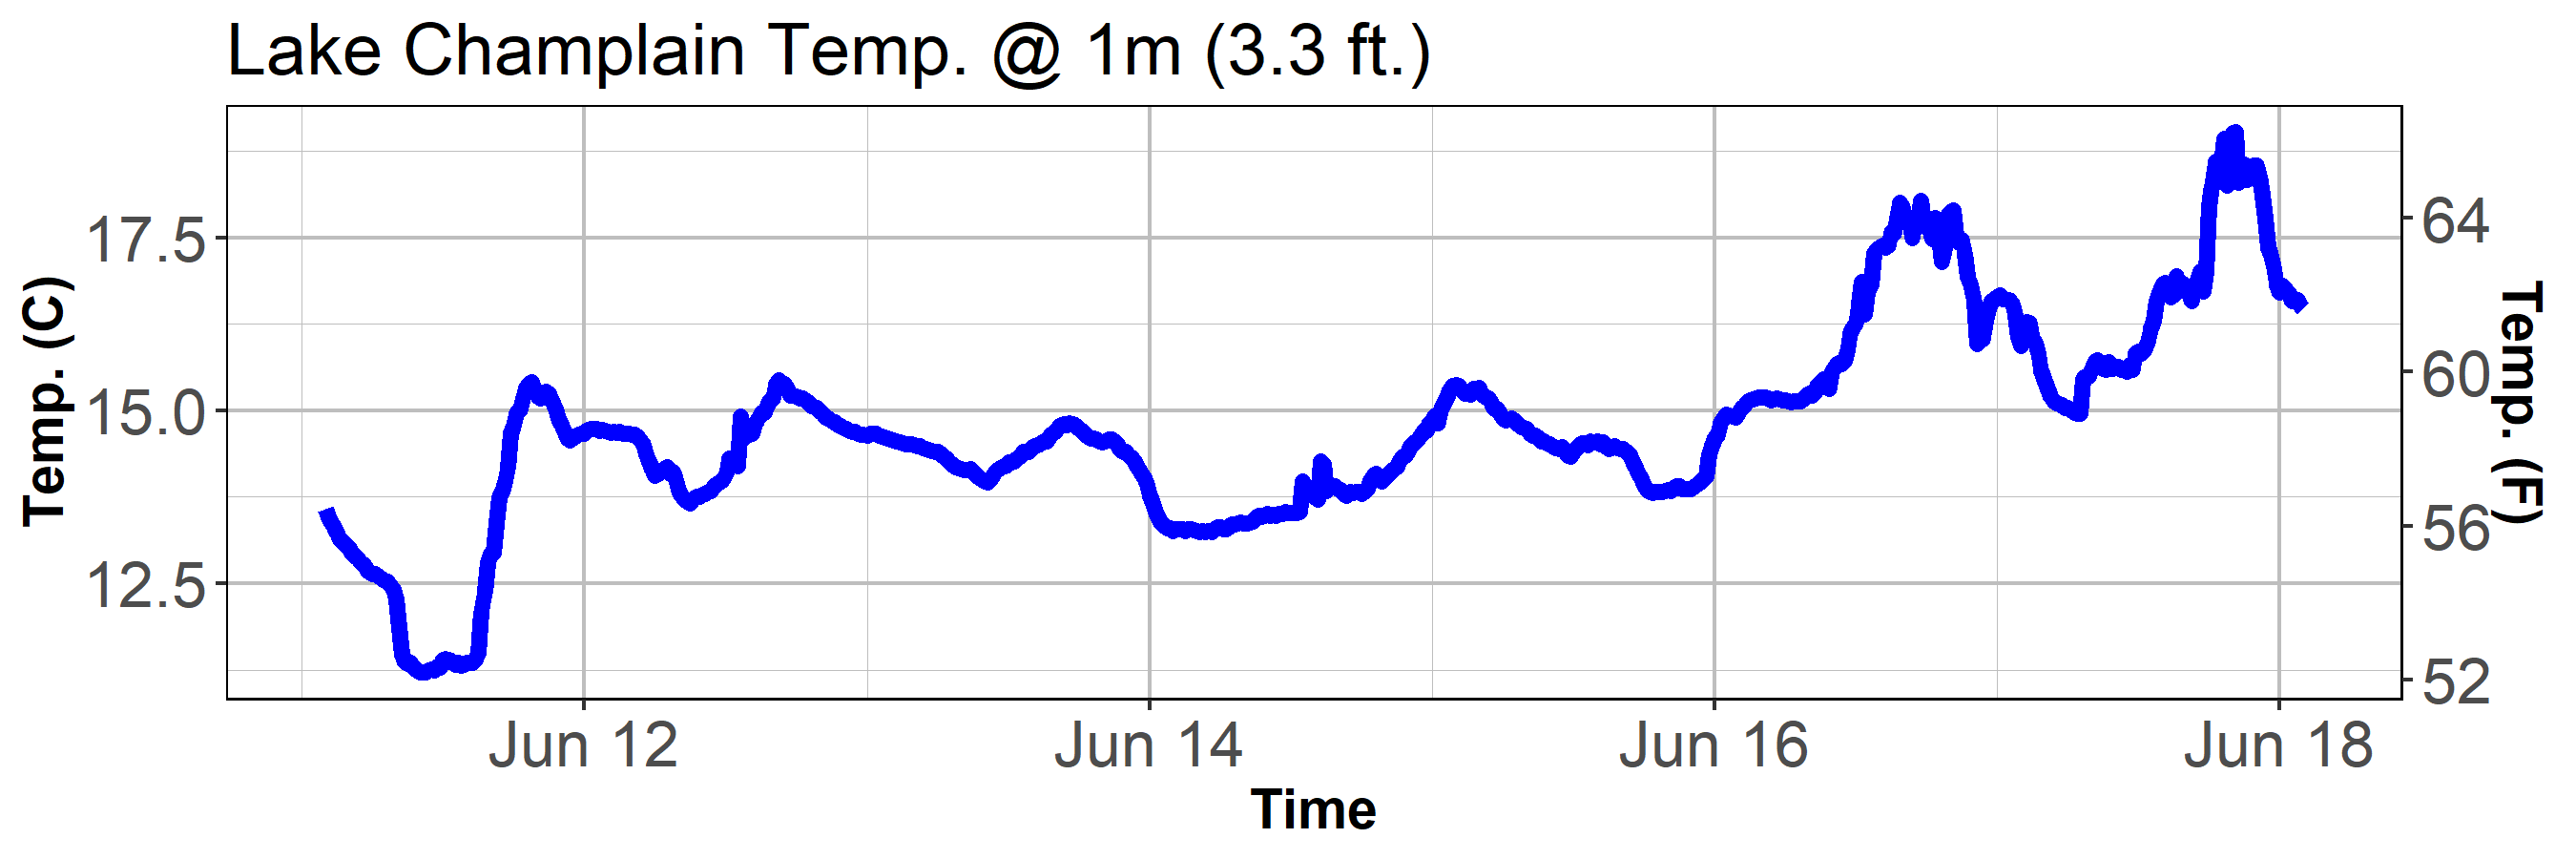 Lake Champlain Temp. @ 1m (3.3 ft.)
Temp. (C)
17.5
15.0
12.5
64
60
56
52
Temp. (F)
Jun 12
Jun 14
Jun 16
Jun 18
Time